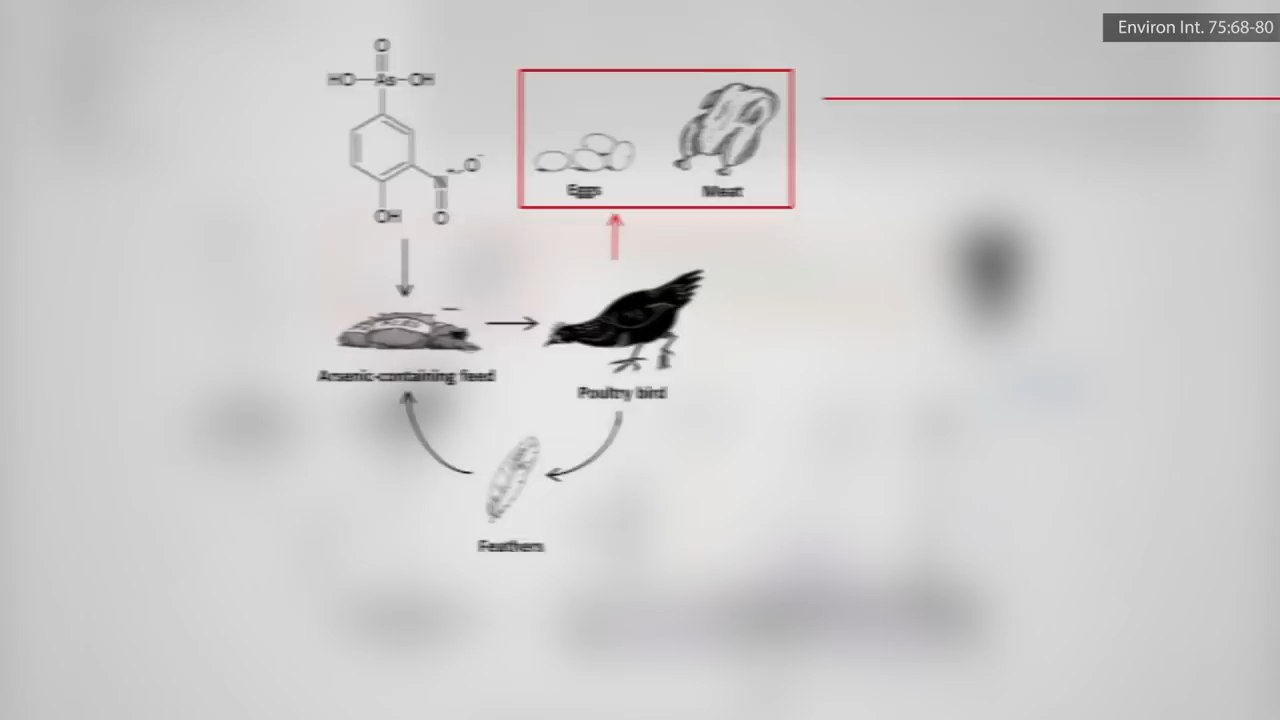 Environ Int. 75:68-80
O
HO As OH
N O-
OH O
Eggs Meat
Arsenic-containing feed
Poultry bird
Feathers